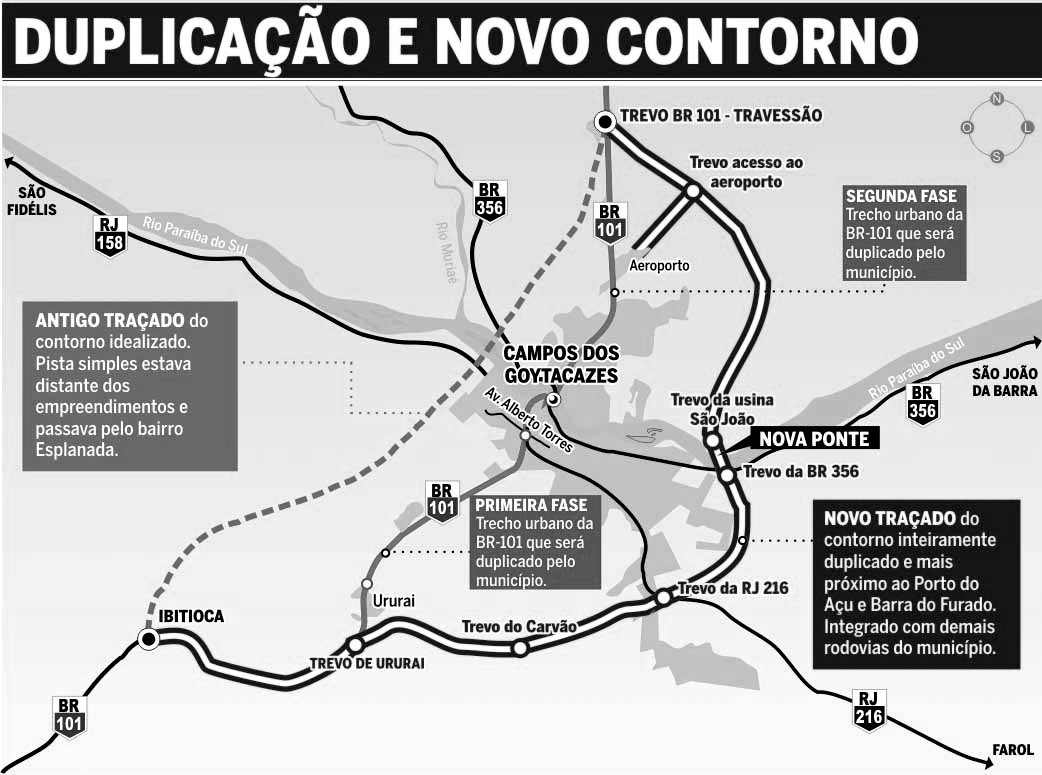 DUPLICAÇÃO E NOVO CONTORNO
TREVO BR 101 - TRAVESSÃO
N
O
L
S
Trevo acesso ao
aeroporto
SÃO
FIDÉLIS
BR
356
RJ
158
Rio Paraíba do Sul
Rio Muriaé
BR
101
SEGUNDA FASE
Trecho urbano da
BR-101 que será
duplicado pelo
município.
Aeroporto
ANTIGO TRAÇADO do
contorno idealizado.
Pista simples estava
distante dos
empreendimentos e
passava pelo bairro
Esplanada.
CAMPOS DOS
GOYTACAZES
Av. Alberto Torres
Rio Paraíba do Sul
SÃO JOÃO
DA BARRA
BR
356
Trevo da usina
São João
NOVA PONTE
Trevo da BR 356
BR
101
PRIMEIRA FASE
Trecho urbano da
BR-101 que será
duplicado pelo
município.
NOVO TRAÇADO do
contorno inteiramente
duplicado e mais
próximo ao Porto do
Açu e Barra do Furado.
Integrado com demais
rodovias do município.
Trevo da RJ 216
Ururai
IBITIOCA
Trevo do Carvão
TREVO DE URURAI
BR
101
RJ
216
FAROL